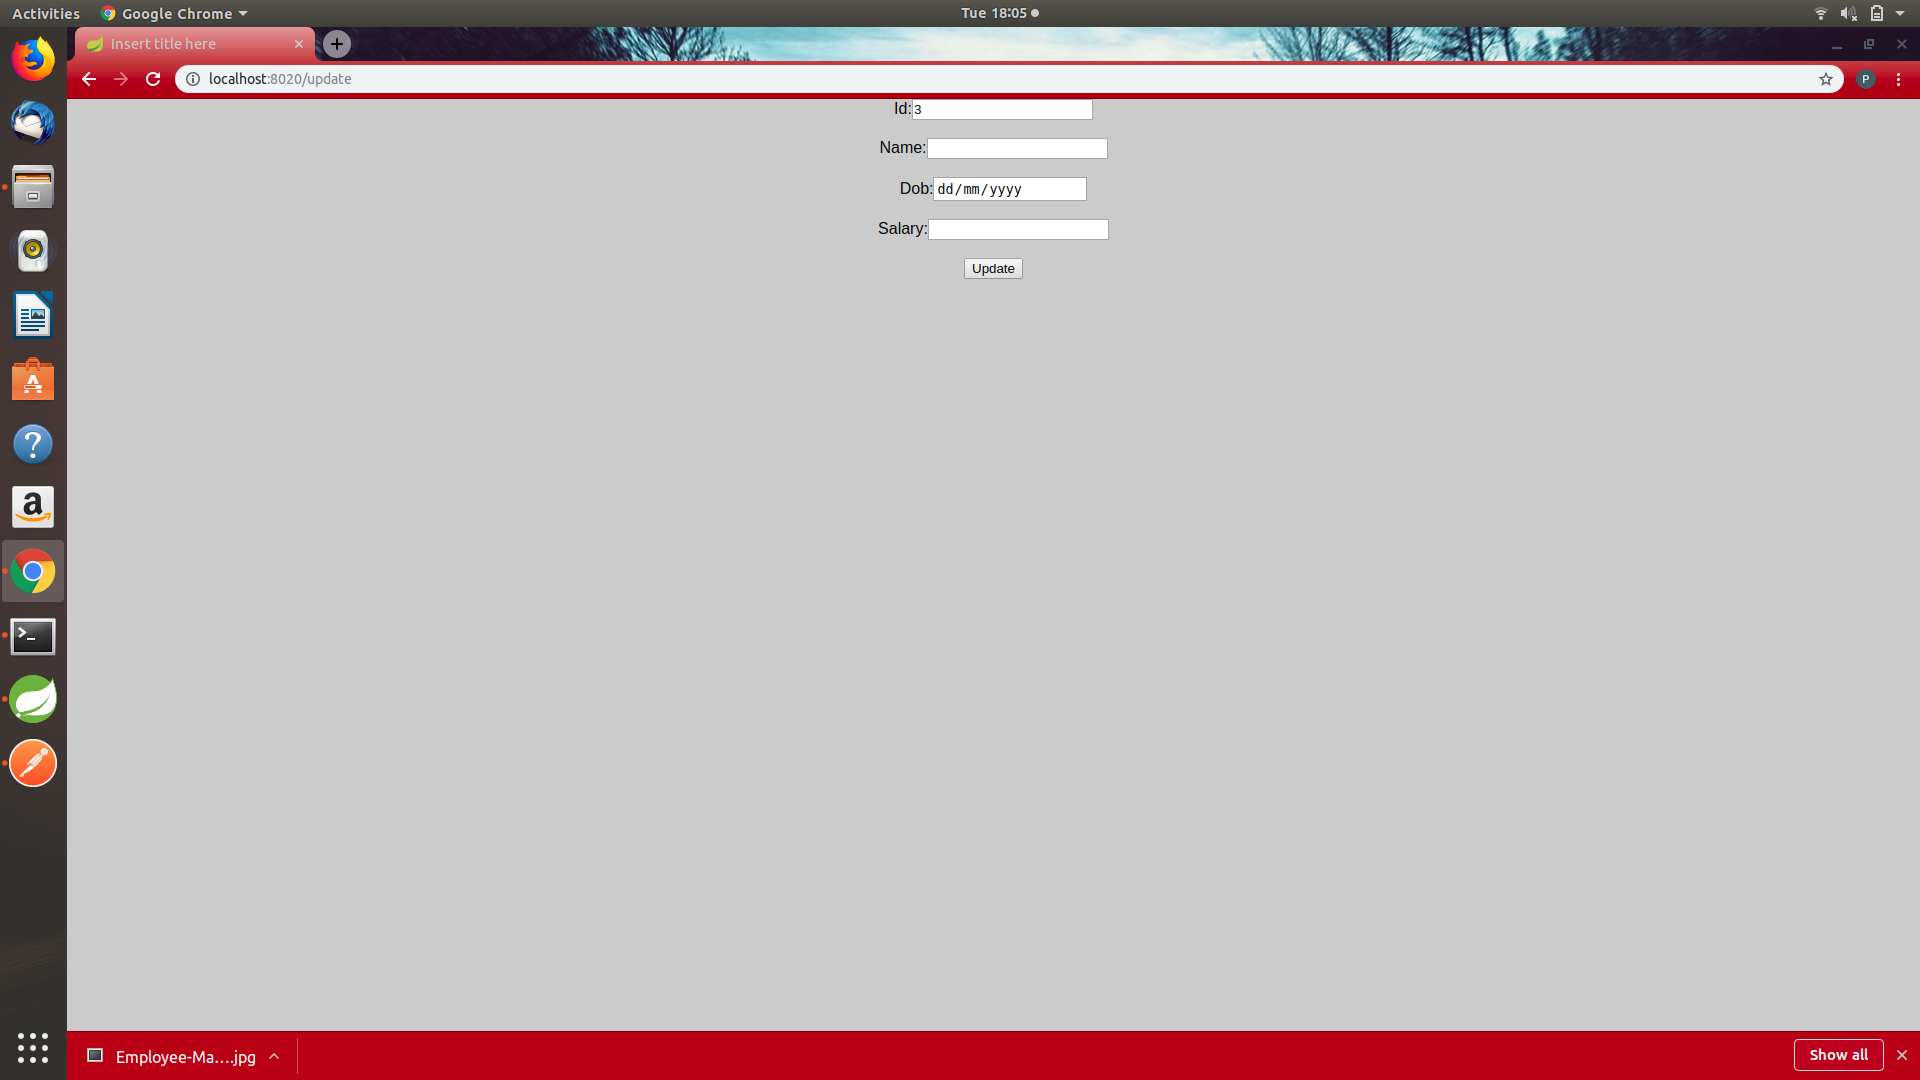 Activities
Google Chrome
Tue 18:05
Insert title here
localhost:8020/update
P
Id:3
Name:
Dob:dd/mm/yyyy
Salary:
Update
Employee-Ma....jpg
Show all